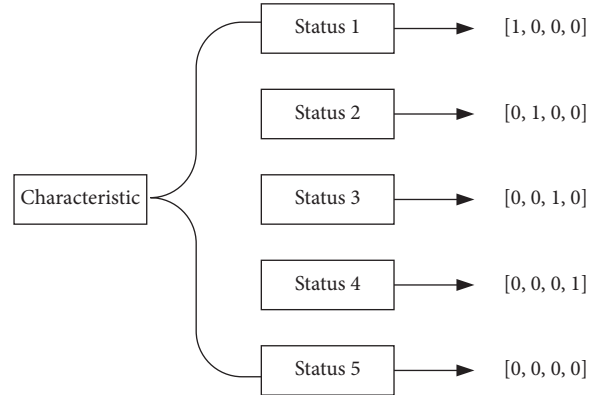 Status 1
[1, 0, 0, 0]
Status 2
[0, 1, 0, 0]
Characteristic
Status 3
[0, 0, 1, 0]
Status 4
[0, 0, 0, 1]
Status 5
[0, 0, 0, 0]